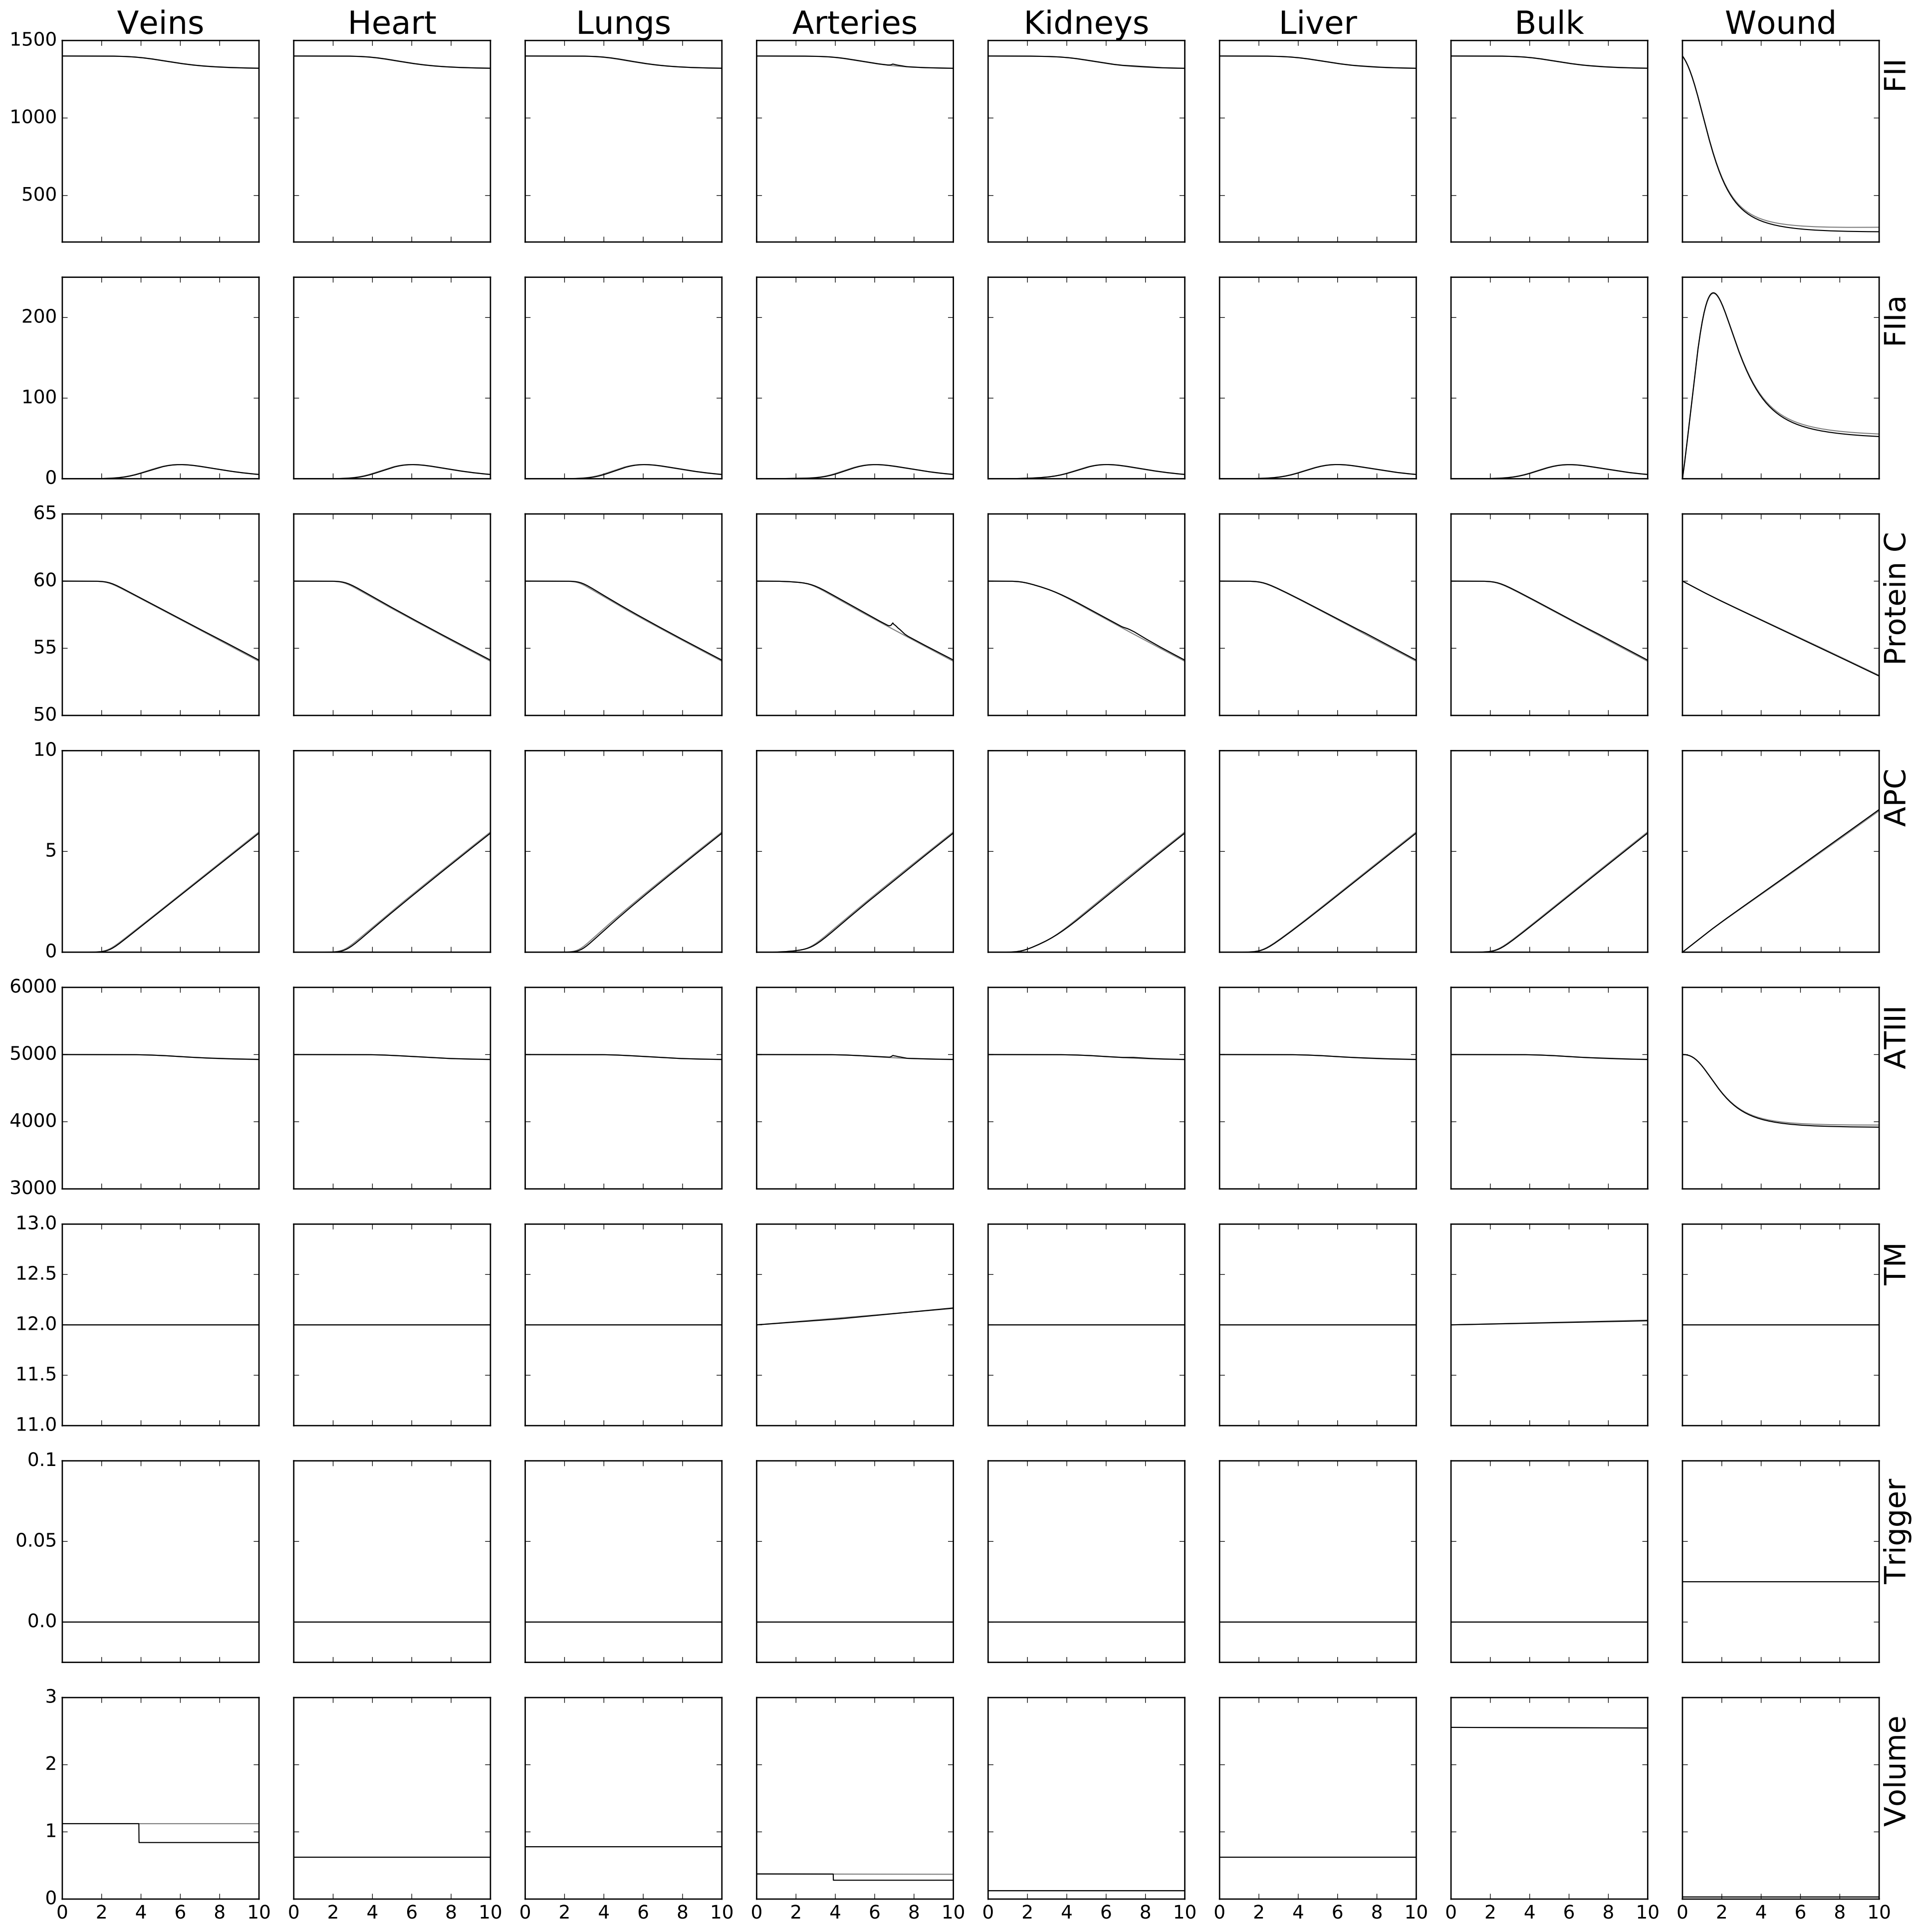 Veins Heart Lungs Arteries Kidneys Liver Bulk Wound
1500
1000
500
FII
200
100
0
FIIa
65
60
55
50
Protein C
10
5
0
APC
6000
5000
4000
3000
ATIII
13.0
12.5
12.0
11.5
11.0
TM
0.1
0.05
0.0
Trigger
3
2
1
0
Volume
0 2 4 6 8 10 0 2 4 6 8 10 0 2 4 6 8 10 0 2 4 6 8 10 0 2 4 6 8 10 0 2 4 6 8 10 0 2 4 6 8 10 0 2 4 6 8 10